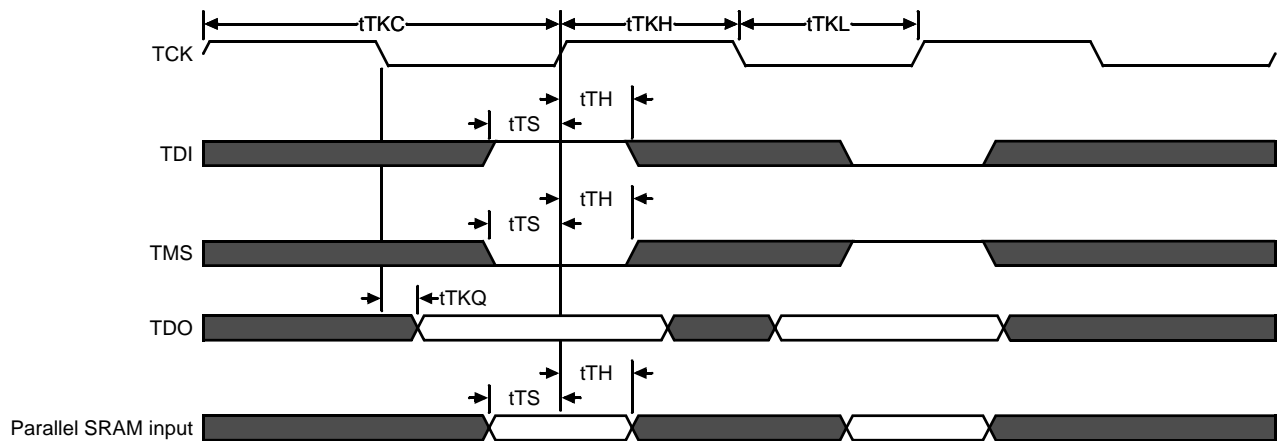 tTKC tTKH tTKL
TCK
tTH
tTS
TDI
tTH
tTS
TMS
tTKQ
TDO
tTH
tTS
Parallel SRAM input